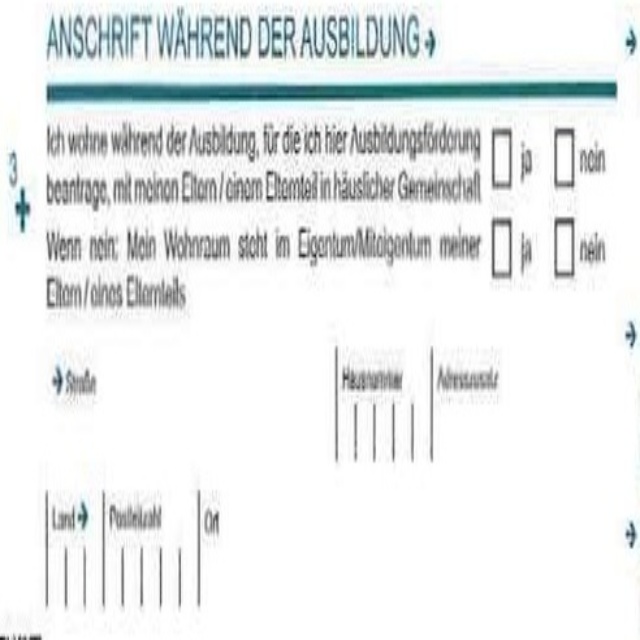 ANSCHRIFT WÄHREND DER AUSBILDUNG
Ich wohne während der Ausbildung, für die ich hier Ausbildungsförderung
beantrage, mit meinen Eltern / einem Elternteil in häuslicher Gemeinschaft
ja nein
Wenn nein: Mein Wohnraum steht im Eigentum/Miteigentum meiner
Eltern / eines Elternteils
ja nein
3
Straße Hausnummer Adresszusatz
Land Postleitzahl Ort